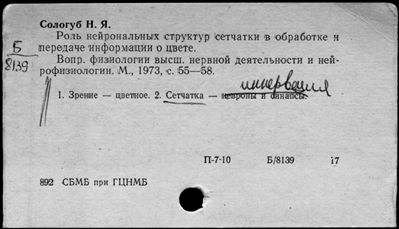 Сологуб Н. Я.
Роль нейрональных структур сетчатки в обработке и
передаче информации о цвете.
Б
8139
Вопр. физиологии высш. нервной деятельности и ней-
рофизиологии. М., 1973, с. 55—58.
иннервация
1. Зрение — цветное. 2. Сетчатка — нейроны и синапсы.
П-7-10 Б/8139 17
892 СБМБ при ГЦНМБ